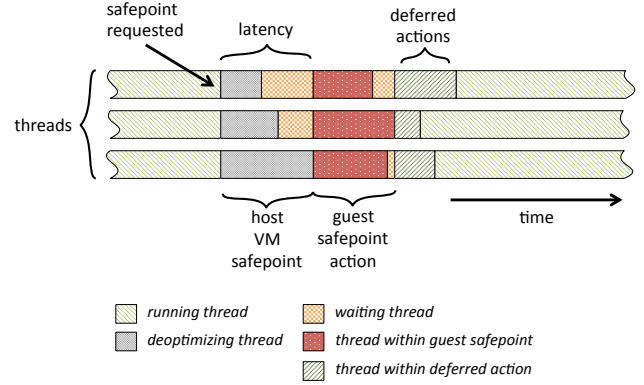 safepoint
requested
latency
deferred
actions
threads
host
VM
safepoint
guest
safepoint
action
time
running thread
waiting thread
deoptimizing thread
thread within guest safepoint
thread within deferred action